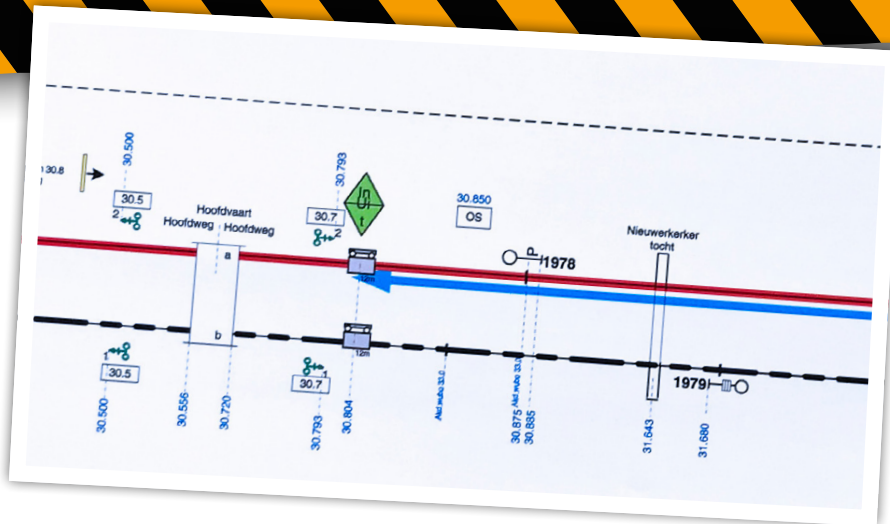 30.500
30.793
30.8
30.5
2
Hoofdvaart
Hoofdweg
Hoofdweg
30.7
2
In
Ui
t
30.850
OS
Nieuwerkerker
tocht
a
P
1978
12m
b
12m
1
30.5
30.7
1
1979
30.500
30.556
30.720
30.793
30.804
30.875
30.885
31.643
31.680